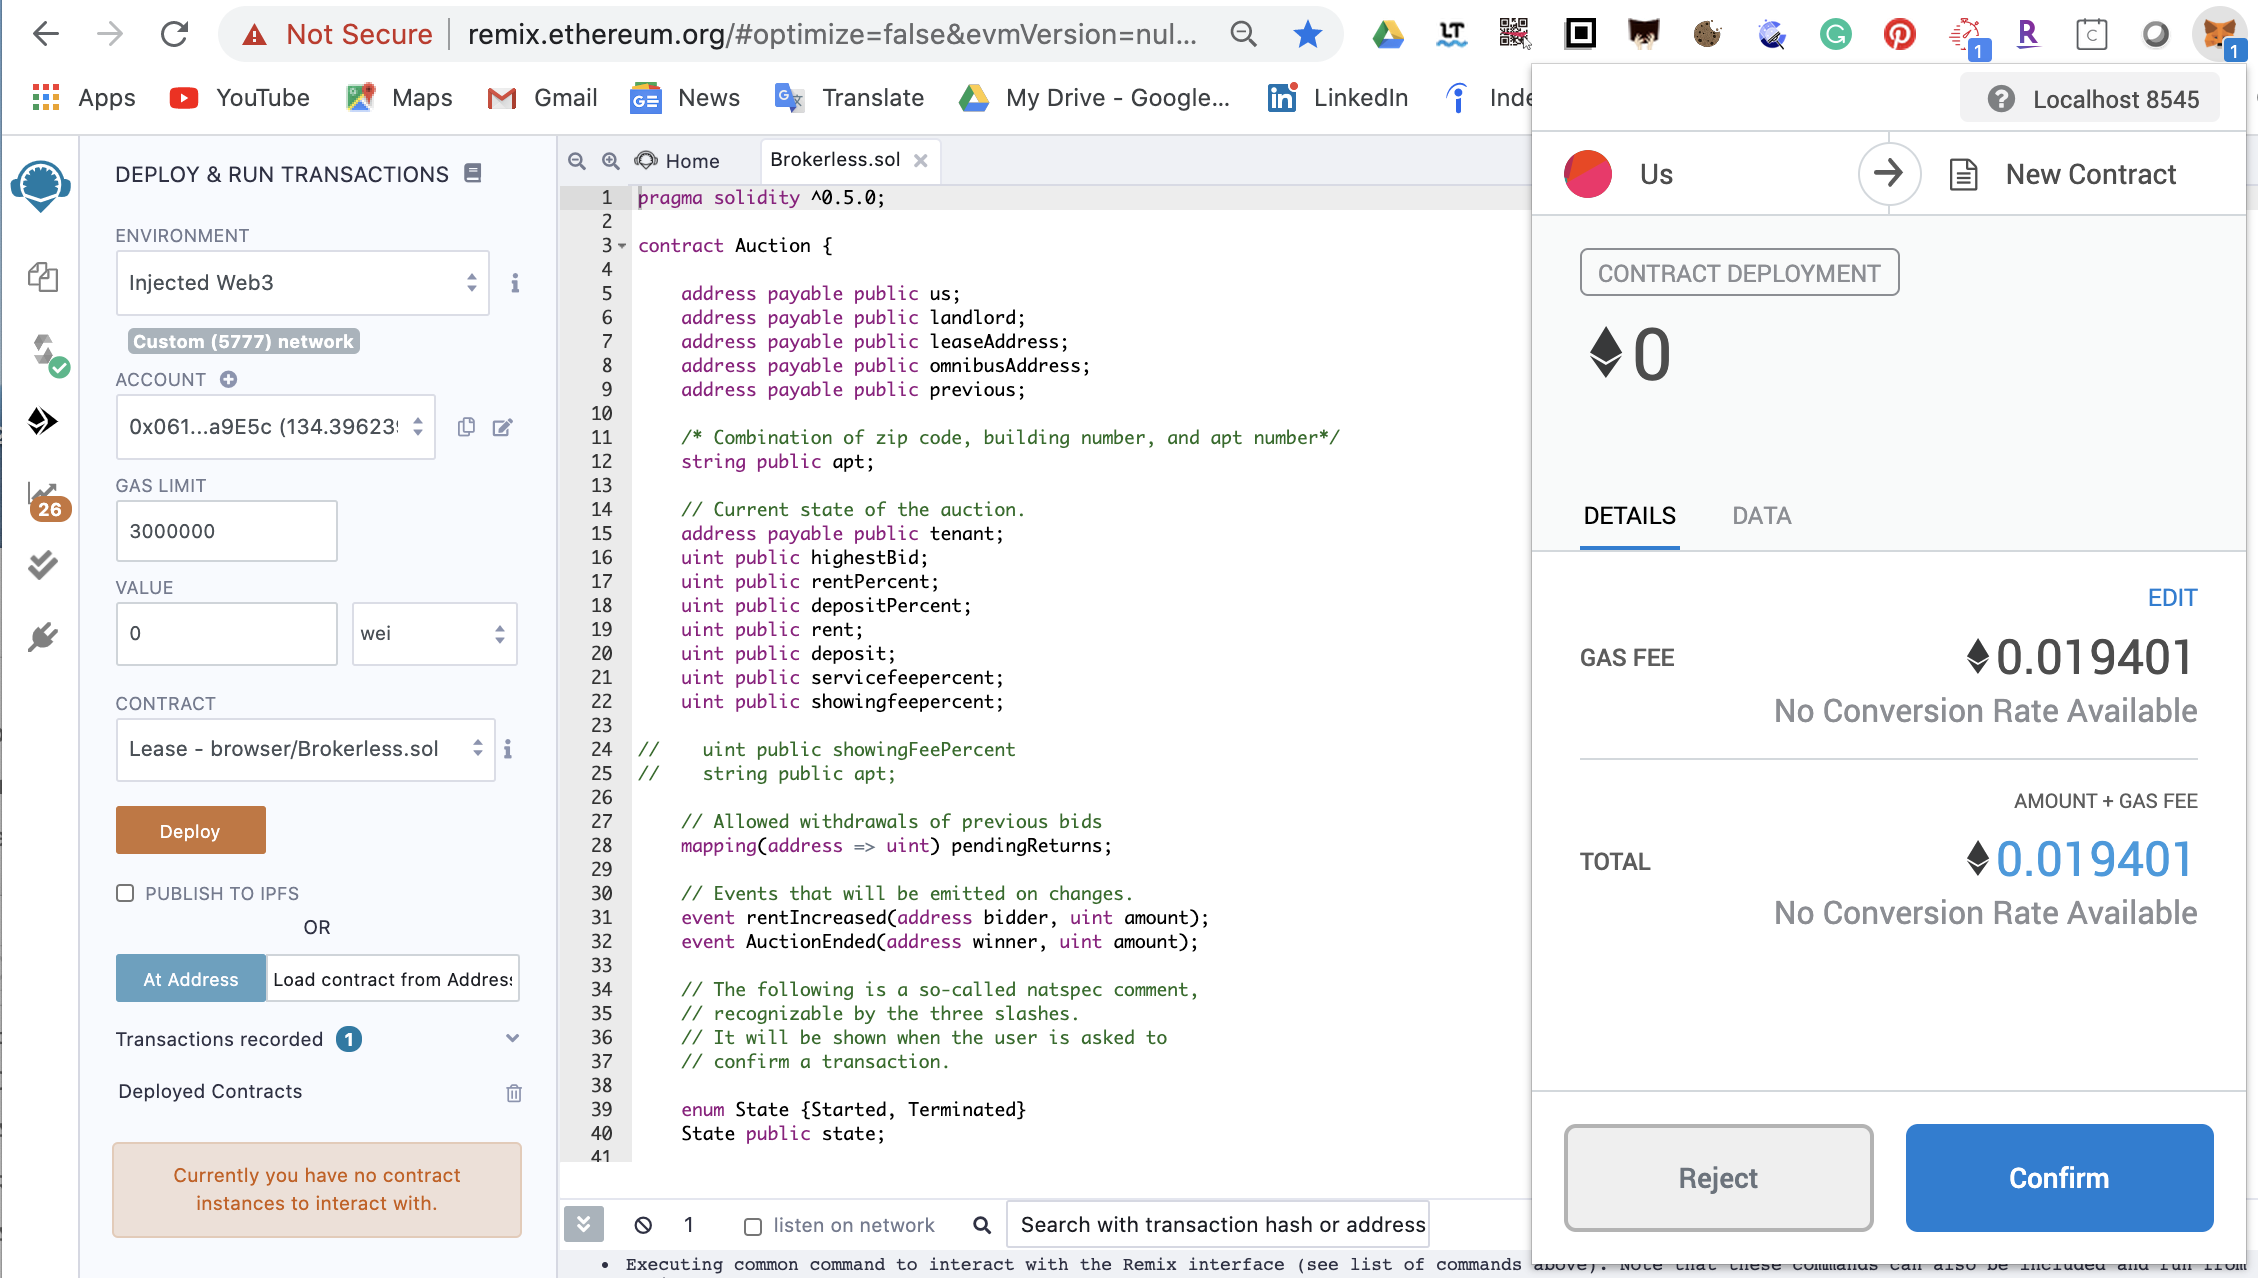 Not Secure
remix.ethereum.org/#optimize=false&evmVersion=nul...
1
1
Apps
YouTube
Maps
Gmail
News
Translate
My Drive - Google...
LinkedIn
Localhost 8545
DEPLOY & RUN TRANSACTIONS
ENVIRONMENT
Injected Web3
Custom (5777) network
ACCOUNT
0x061...a9E5c (134.39623
GAS LIMIT
3000000
26
VALUE
0
wei
CONTRACT
Lease - browser/Brokerless.sol
Deploy
PUBLISH TO IPFS
OR
At Address
Load contract from Address
Transactions recorded 1
Deployed Contracts
Currently you have no contract
instances to interact with.
Home
Brokerless.sol
1 pragma solidity ^0.5.0;
2
3 contract Auction {
4
5 address payable public us;
6 address payable public landlord;
7 address payable public leaseAddress;
8 address payable public omnibusAddress;
9 address payable public previous;
10
11 /* Combination of zip code, building number, and apt number*/
12 string public apt;
13
14 // Current state of the auction.
15 address payable public tenant;
16 uint public highestBid;
17 uint public rentPercent;
18 uint public depositPercent;
19 uint public rent;
20 uint public deposit;
21 uint public servicefeepercent;
22 uint public showingfeepercent;
23
24 // uint public showingFeePercent
25 // string public apt;
26
27 // Allowed withdrawals of previous bids
28 mapping(address => uint) pendingReturns;
29
30 // Events that will be emitted on changes.
31 event rentIncreased(address bidder, uint amount);
32 event AuctionEnded(address winner, uint amount);
33
34 // The following is a so-called natspec comment,
35 // recognizable by the three slashes.
36 // It will be shown when the user is asked to
37 // confirm a transaction.
38
39 enum State {Started, Terminated}
40 State public state;
41
1
listen on network
Search with transaction hash or address
Executing common command to interact with the Remix interface (see list of commands above). Note that these commands can also be included and run from
Us
New Contract
CONTRACT DEPLOYMENT
0
DETAILS
DATA
EDIT
GAS FEE
0.019401
No Conversion Rate Available
AMOUNT + GAS FEE
TOTAL
0.019401
No Conversion Rate Available
Reject
Confirm